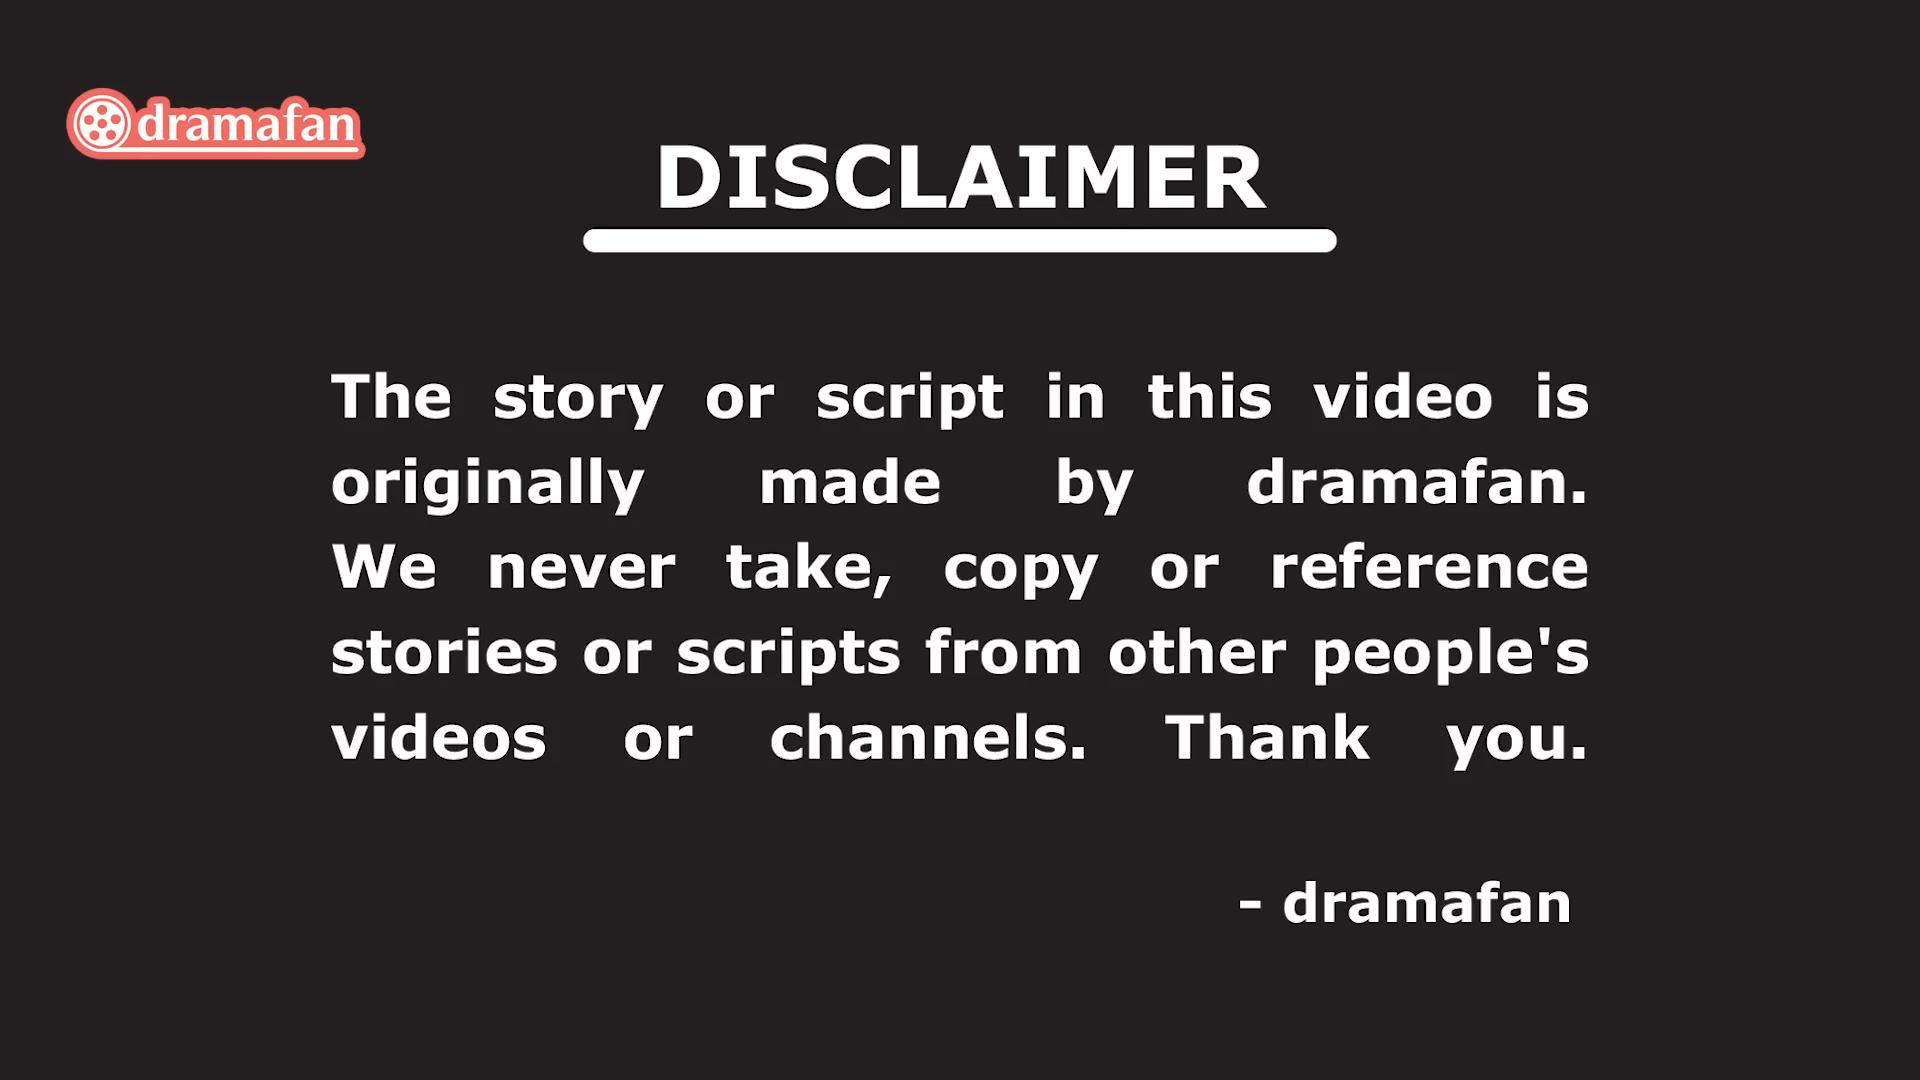 dramafan
DISCLAIMER
The story or script in this video is
originally made by dramafan.
We never take, copy or reference
stories or scripts from other people's
videos or channels. Thank you.
- dramafan